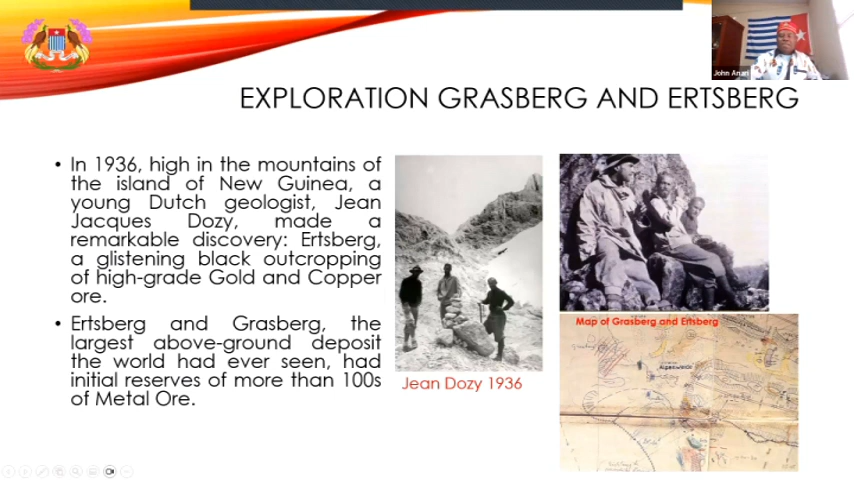 John Anari
EXPLORATION GRASBERG AND ERTSBERG
• In 1936, high in the mountains of
the island of New Guinea, a
young Dutch geologist, Jean
Jacques Dozy, made a
remarkable discovery: Ertsberg,
a glistening black outcropping
of high-grade Gold and Copper
ore.
• Ertsberg and Grasberg, the
largest above-ground deposit
the world had ever seen, had
initial reserves of more than 100s
of Metal Ore.
Jean Dozy 1936
Map of Grasberg and Ertsberg